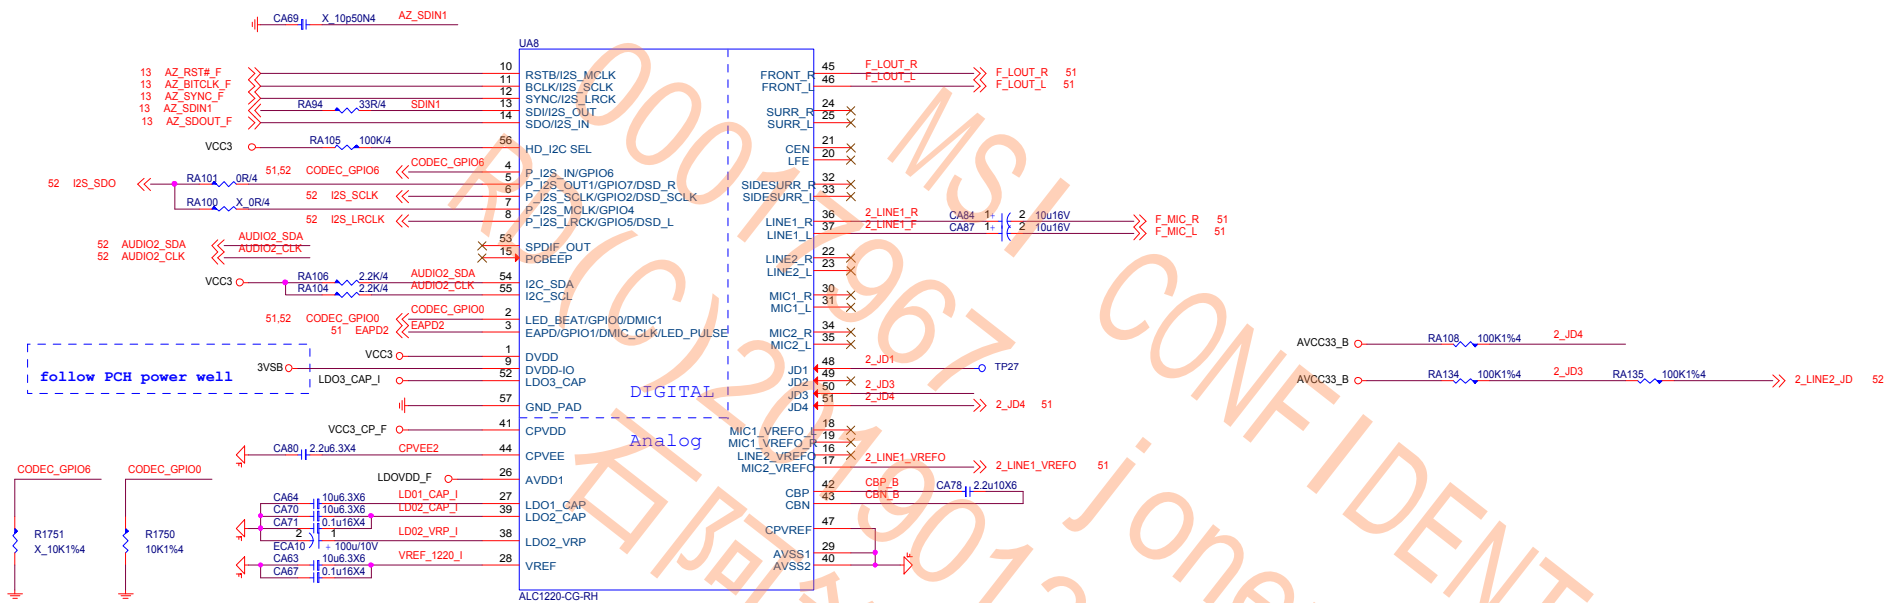 CA69 X_10p50N4 AZ_SDIN1
UA8
13 AZ_RST#_F 10 RSTB/I2S_MCLK
13 AZ_BITCLK_F 11 BCLK/I2S_SCLK
13 AZ_SYNC_F 12 SYNC/I2S_LRCK
13 AZ_SDIN1 RA94 33R/4 SDIN1 13 SDI/I2S_OUT
13 AZ_SDOUT_F 14 SDO/I2S_IN
VCC3 RA105 100K/4 56 HD_I2C SEL
51,52 CODEC_GPIO6 CODEC_GPIO6 4 P_I2S_IN/GPIO6
52 I2S_SDO RA101 0R/4 5 P_I2S_OUT1/GPIO7/DSD_R
52 I2S_SCLK 6 P_I2S_SCLK/GPIO2/DSD_SCLK
RA100 X_0R/4 7 P_I2S_MCLK/GPIO4
52 I2S_LRCLK 8 P_I2S_LRCK/GPIO5/DSD_L
52 AUDIO2_SDA AUDIO2_SDA 53 SPDIF_OUT
52 AUDIO2_CLK AUDIO2_CLK 15 PCBEEP
VCC3 RA106 2.2K/4 AUDIO2_SDA 54 I2C_SDA
RA104 2.2K/4 AUDIO2_CLK 55 I2C_SCL
51,52 CODEC_GPIO0 CODEC_GPIO0 2 LED_BEAT/GPIO0/DMIC1
51 EAPD2 EAPD2 3 EAPD/GPIO1/DMIC_CLK/LED_PULSE
VCC3 1 DVDD
follow PCH power well 3VSB 9 DVDD-IO
LDO3_CAP_I 52 LDO3_CAP
57 GND_PAD
VCC3_CP_F 41 CPVDD
CA80 2.2u6.3X4 CPVEE2 44 CPVEE
LDOVDD_F 26 AVDD1
CA64 10u6.3X6 LD01_CAP_I 27 LDO1_CAP
CA70 10u6.3X6 LD02_CAP_I 39 LDO2_CAP
CA71 0.1u16X4
2 1 LD02_VRP_I 38 LDO2_VRP
ECA10 + 100u/10V
CA63 10u6.3X6 VREF_1220_I 28 VREF
CA67 0.1u16X4
CODEC_GPIO6 CODEC_GPIO0
R1751 R1750
X_10K1%4 10K1%4
DIGITAL
Analog
FRONT_R 45 F_LOUT_R F_LOUT_R 51
FRONT_L 46 F_LOUT_L F_LOUT_L 51
SURR_R 24
SURR_L 25
CEN 21
LFE 20
SIDESURR_R 32
SIDESURR_L 33
LINE1_R 36 2_LINE1_R CA84 1+ 2 10u16V F_MIC_R 51
LINE1_L 37 2_LINE1_F CA87 1+ 2 10u16V F_MIC_L 51
LINE2_R 22
LINE2_L 23
MIC1_R 30
MIC1_L 31
MIC2_R 34
MIC2_L 35
JD1 48 2_JD1 TP27
JD2 49
JD3 50 2_JD3
JD4 51 2_JD4 2_JD4 51
MIC1_VREFO_L 18
MIC1_VREFO_R 19
LINE2_VREFO 16
MIC2_VREFO 17 2_LINE1_VREFO 2_LINE1_VREFO 51
CBP 42 CBP_B CA78 2.2u10X6
CBN 43 CBN_B
CPVREF 47
AVSS1 29
AVSS2 40
ALC1220-CG-RH
AVCC33_B RA108 100K1%4 2_JD4
AVCC33_B RA134 100K1%4 2_JD3 RA135 100K1%4 2_LINE2_JD 52
MSI CONFIDENT
00017967 jone
RD(C)2019012